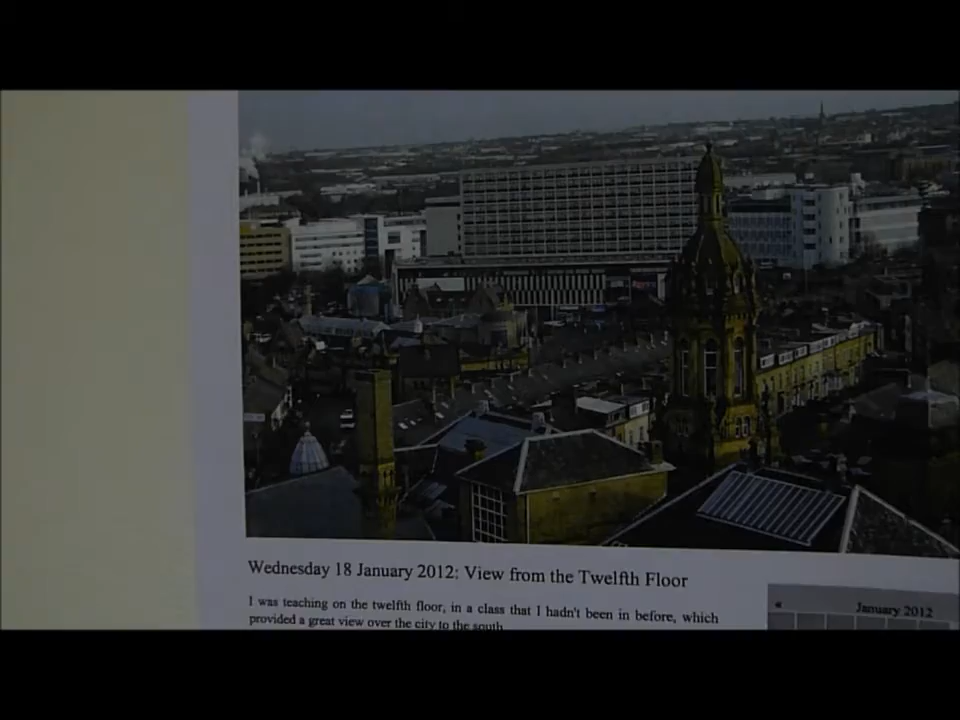 Wednesday 18 January 2012: View from the Twelfth Floor
I was teaching on the twelfth floor, in a class that I hadn't been in before, which
provided a great view over the city to the south
« January 2012